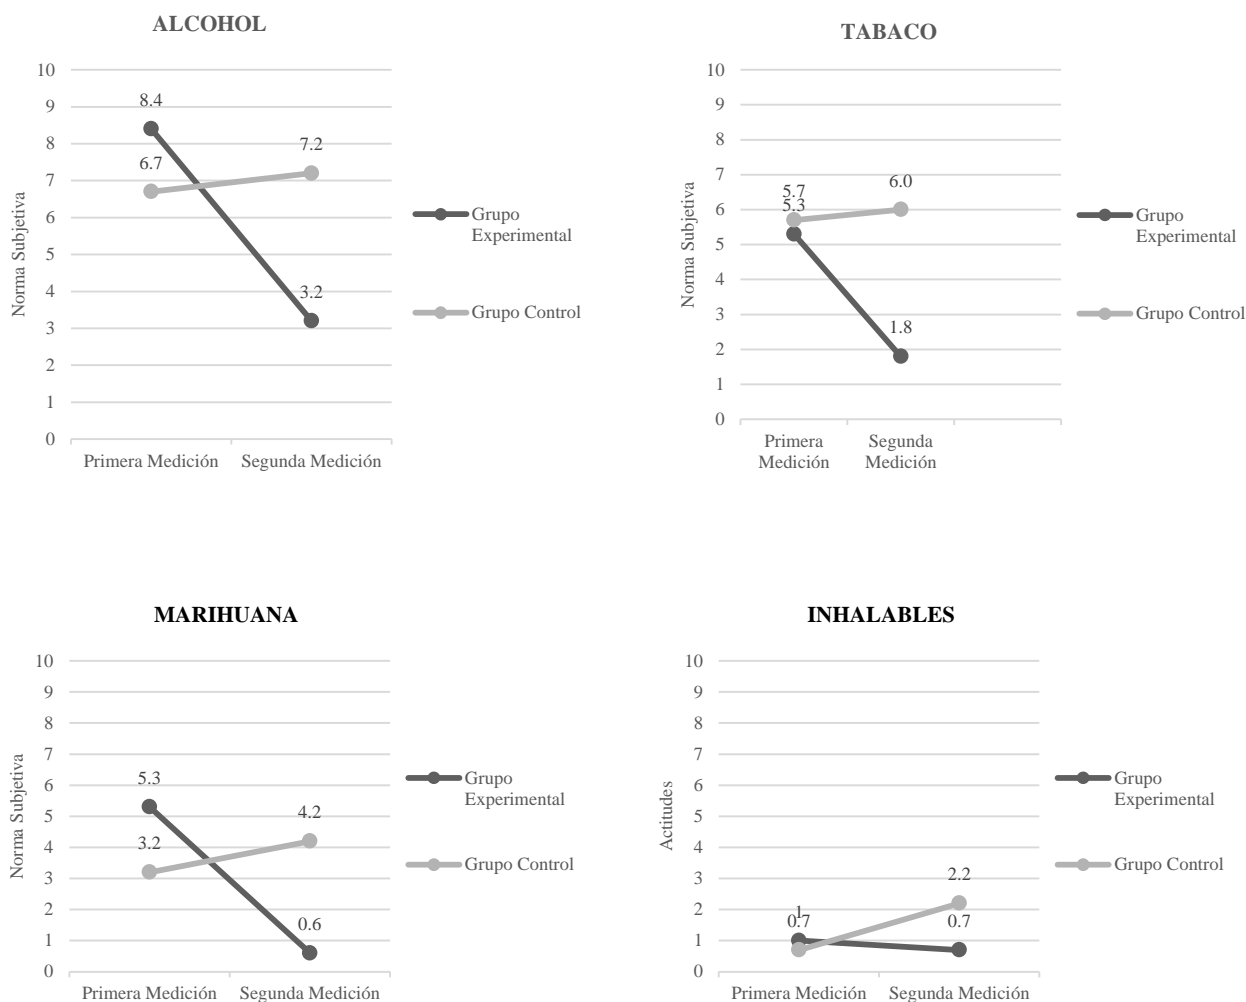 ALCOHOL
10
9
8
7
6
5
4
3
2
1
0
Norma Subjetiva
8.4
6.7
7.2
3.2
Primera Medición
Segunda Medición
Grupo
Experimental
Grupo Control
TABACO
10
9
8
7
6
5
4
3
2
1
0
Norma Subjetiva
5.7
5.3
6.0
1.8
Primera
Medición
Segunda
Medición
Grupo
Experimental
Grupo Control
MARIHUANA
10
9
8
7
6
5
4
3
2
1
0
Norma Subjetiva
5.3
3.2
4.2
0.6
Primera Medición
Segunda Medición
Grupo
Experimental
Grupo Control
INHALABLES
10
9
8
7
6
5
4
3
2
1
0
Actitudes
1
0.7
2.2
0.7
Primera Medición
Segunda Medición
Grupo
Experimental
Grupo Control